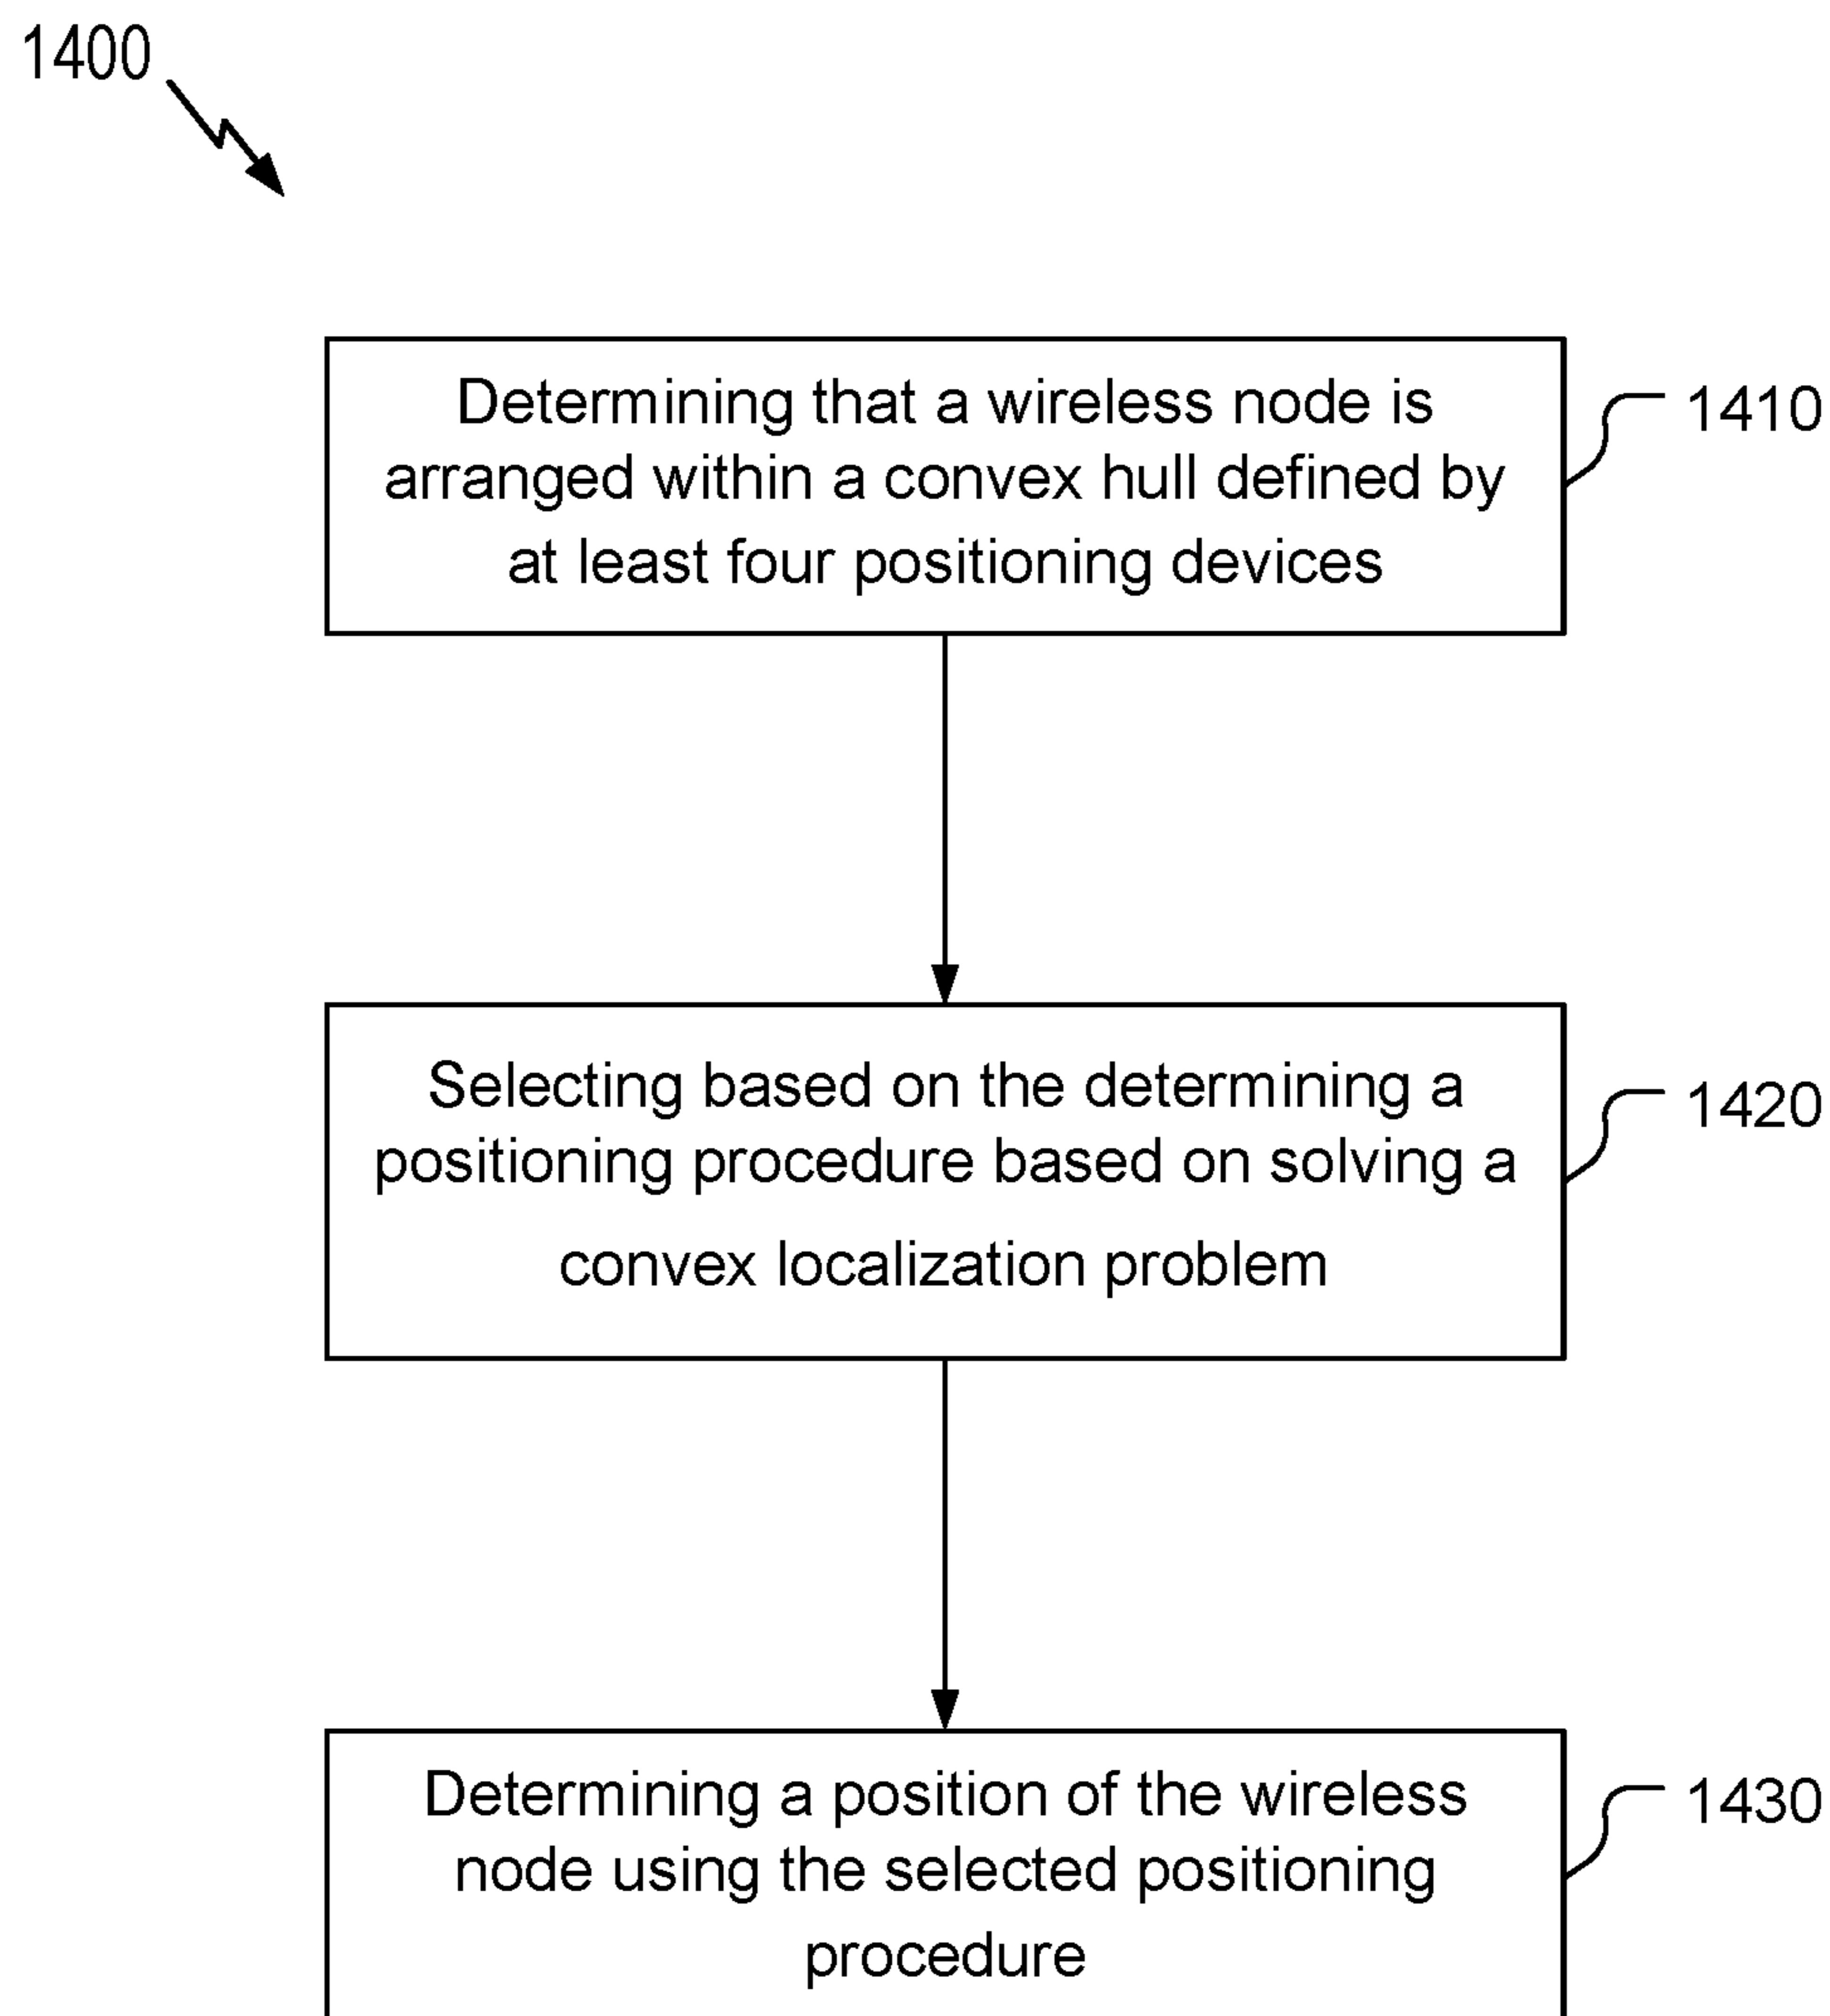 1400
Determining that a wireless node is
arranged within a convex hull defined by
at least four positioning devices
1410
Selecting based on the determining a
positioning procedure based on solving a
convex localization problem
1420
Determining a position of the wireless
node using the selected positioning
procedure
1430